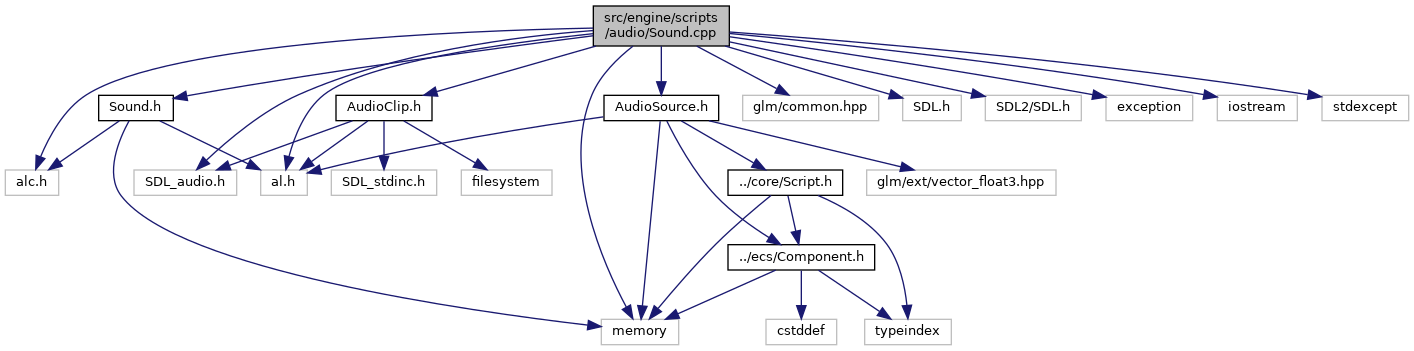 src/engine/scripts
/audio/Sound.cpp
Sound.h
AudioClip.h
AudioSource.h
glm/common.hpp
SDL.h
SDL2/SDL.h
exception
iostream
stdexcept
alc.h
SDL_audio.h
al.h
SDL_stdinc.h
filesystem
../core/Script.h
glm/ext/vector_float3.hpp
../ecs/Component.h
memory
cstddef
typeindex